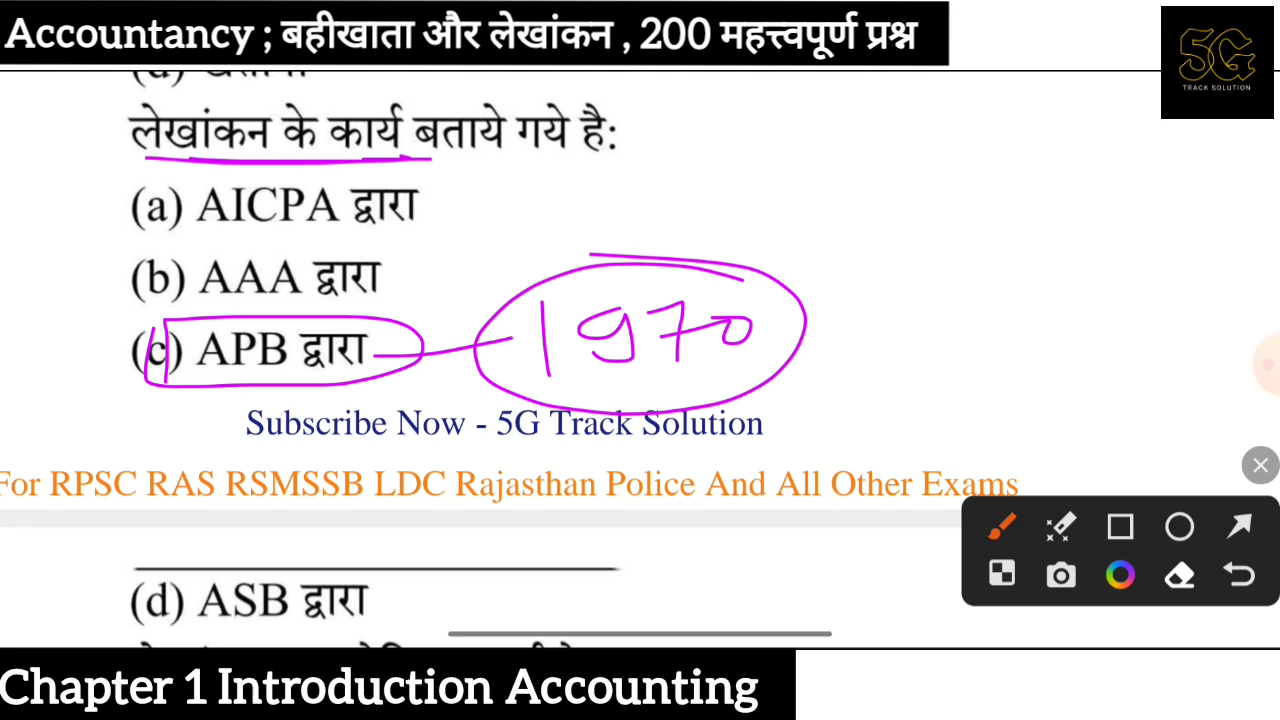 Accountancy ; बहीखाता और लेखांकन , 200 महत्त्वपूर्ण प्रश्न
5G
TRACK SOLUTION
लेखांकन के कार्य बताये गये है:
(a) AICPA द्वारा
(b) AAA द्वारा
(c) APB द्वारा
1970
Subscribe Now - 5G Track Solution
For RPSC RAS RSMSSB LDC Rajasthan Police And All Other Exams
(d) ASB द्वारा
Chapter 1 Introduction Accounting